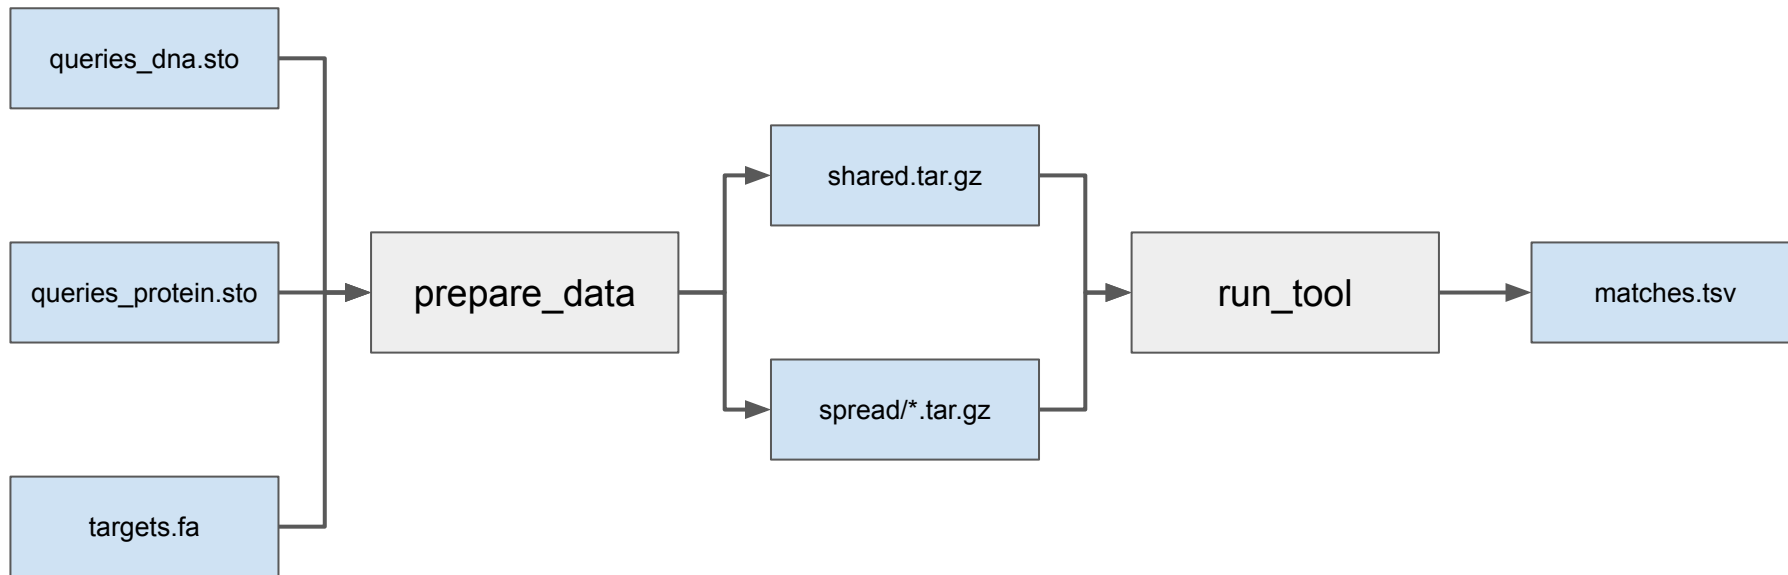 queries_dna.sto
queries_protein.sto
targets.fa
prepare_data
shared.tar.gz
spread/*.tar.gz
run_tool
matches.tsv